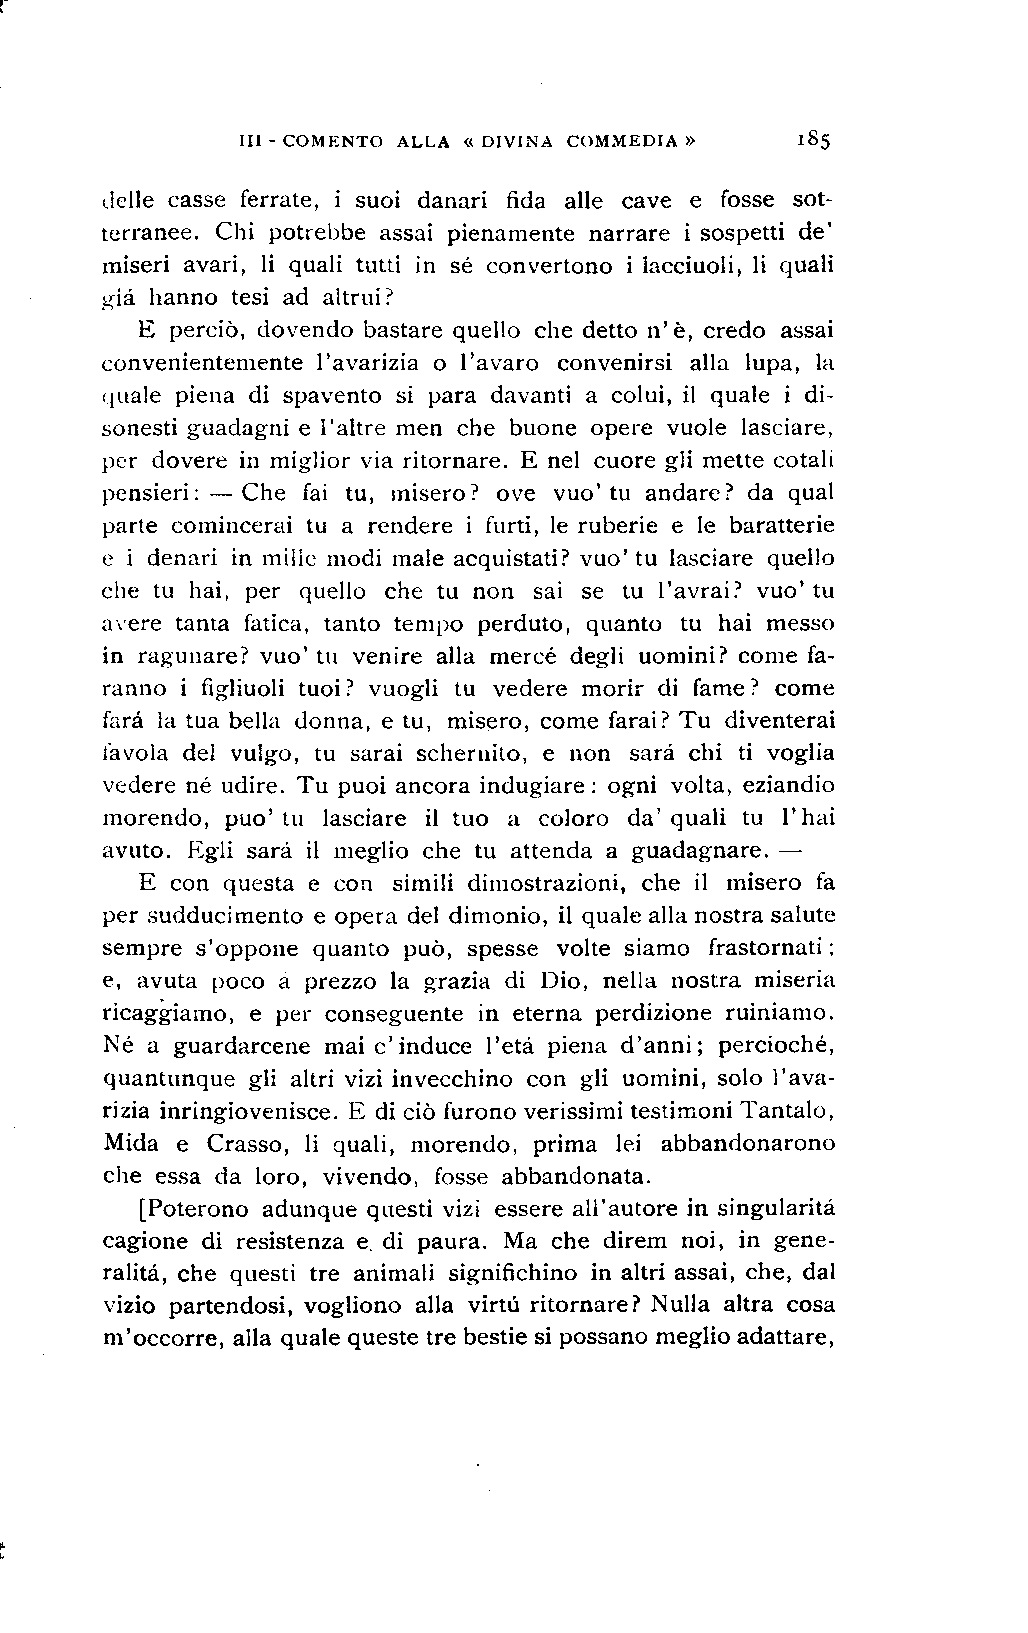 III - COMENTO ALLA « DIVINA COMMEDIA » 185
delle casse ferrate, i suoi danari fida alle cave e fosse sot-
terranee. Chi potrebbe assai pienamente narrare i sospetti de'
miseri avari, li quali tutti in sé convertono i lacciuoli, li quali
giá hanno tesi ad altrui?
E perciò, dovendo bastare quello che detto n'è, credo assai
convenientemente l'avarizia o l'avaro convenirsi alla lupa, la
quale piena di spavento si para davanti a colui, il quale i di-
sonesti guadagni e l'altre men che buone opere vuole lasciare,
per dovere in miglior via ritornare. E nel cuore gli mette cotali
pensieri: — Che fai tu, misero? ove vuo' tu andare? da qual
parte comincerai tu a rendere i furti, le ruberie e le baratterie
e i denari in mille modi male acquistati? vuo' tu lasciare quello
che tu hai, per quello che tu non sai se tu l'avrai? vuo' tu
avere tanta fatica, tanto tempo perduto, quanto tu hai messo
in ragunare? vuo' tu venire alla mercé degli uomini? come fa-
ranno i figliuoli tuoi? vuogli tu vedere morir di fame? come
fará la tua bella donna, e tu, misero, come farai? Tu diventerai
favola del vulgo, tu sarai schernito, e non sará chi ti voglia
vedere né udire. Tu puoi ancora indugiare: ogni volta, eziandio
morendo, puo' tu lasciare il tuo a coloro da' quali tu l'hai
avuto. Egli sará il meglio che tu attenda a guadagnare. —
E con questa e con simili dimostrazioni, che il misero fa
per sudducimento e opera del dimonio, il quale alla nostra salute
sempre s'oppone quanto può, spesse volte siamo frastornati;
e, avuta poco a prezzo la grazia di Dio, nella nostra miseria
ricaggiamo, e per conseguente in eterna perdizione ruiniamo.
Né a guardarcene mai c'induce l'etá piena d'anni; percioché,
quantunque gli altri vizi invecchino con gli uomini, solo l'ava-
rizia inringiovenisce. E di ciò furono verissimi testimoni Tantalo,
Mida e Crasso, li quali, morendo, prima lei abbandonarono
che essa da loro, vivendo, fosse abbandonata.
[Poterono adunque questi vizi essere all'autore in singularitá
cagione di resistenza e di paura. Ma che direm noi, in gene-
ralitá, che questi tre animali significhino in altri assai, che, dal
vizio partendosi, vogliono alla virtú ritornare? Nulla altra cosa
m'occorre, alla quale queste tre bestie si possano meglio adattare,